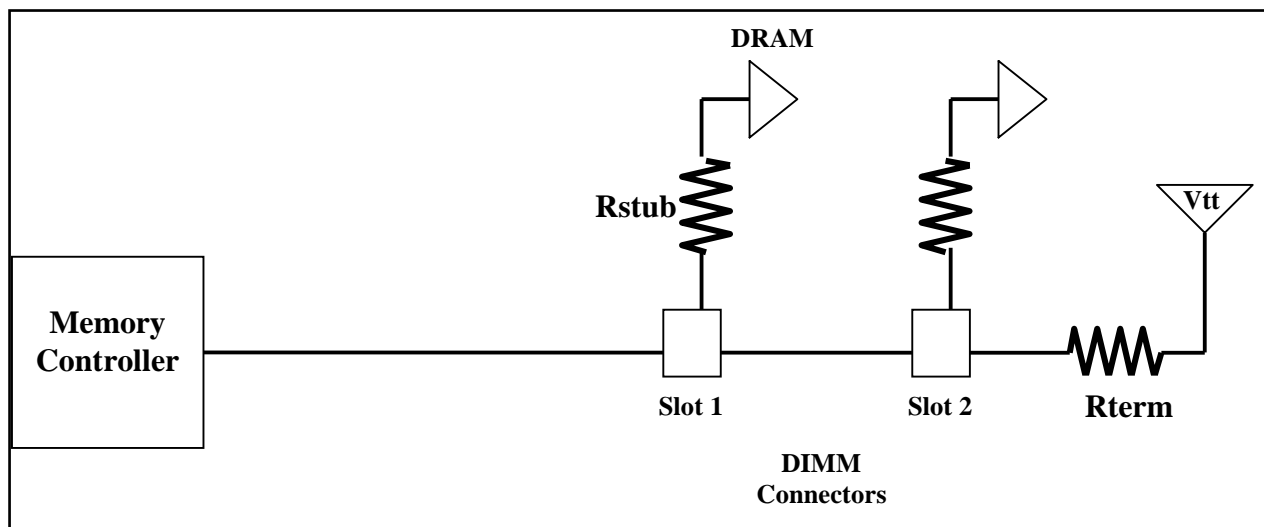 DRAM
Rstub
Vtt
Memory
Controller
Slot 1
Slot 2
Rterm
DIMM
Connectors